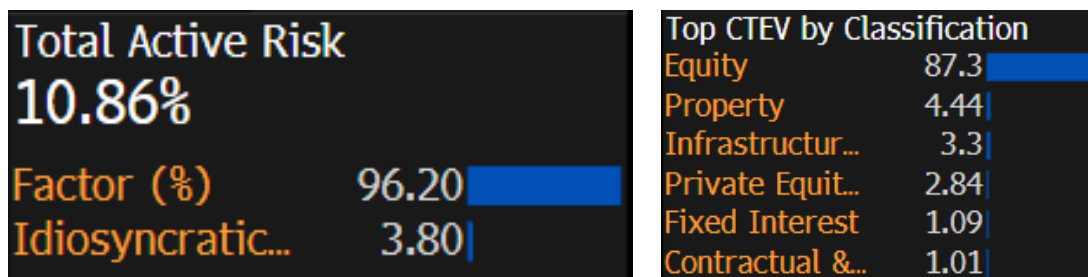 Total Active Risk
10.86%
Factor (%) 96.20
Idiosyncratic... 3.80
Top CTEV by Classification
Equity 87.3
Property 4.44
Infrastructur... 3.3
Private Equit... 2.84
Fixed Interest 1.09
Contractual &... 1.01